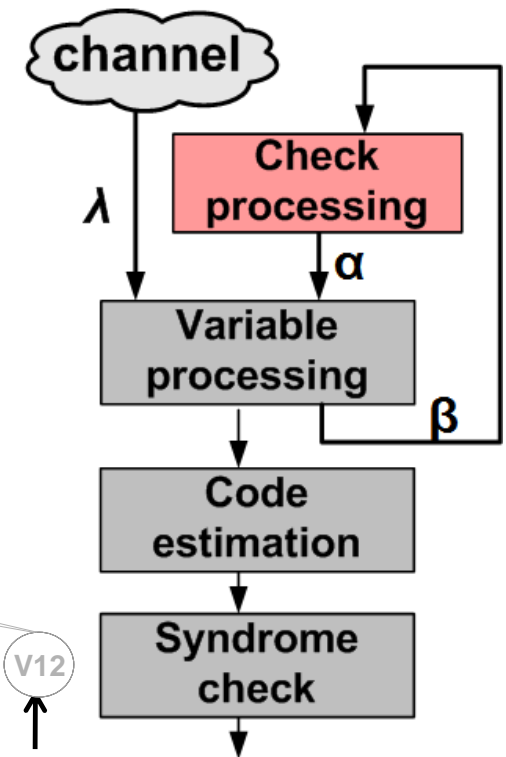 channel
Check
processing
λ
α
Variable
processing
β
Code
estimation
Syndrome
check
V12